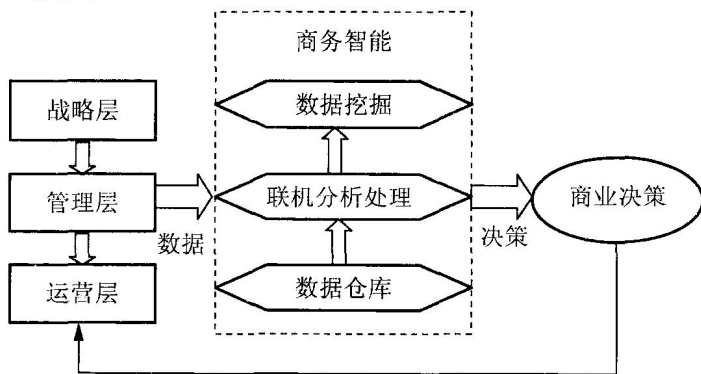 商务智能
战略层
数据挖掘
管理层
数据
联机分析处理
决策
商业决策
运营层
数据仓库